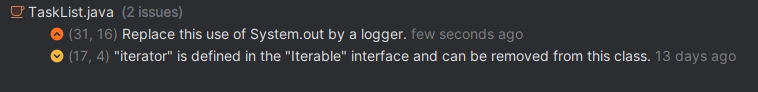 TaskList.java (2 issues)
(31, 16) Replace this use of System.out by a logger. few seconds ago
(17, 4) "iterator" is defined in the "Iterable" interface and can be removed from this class. 13 days ago